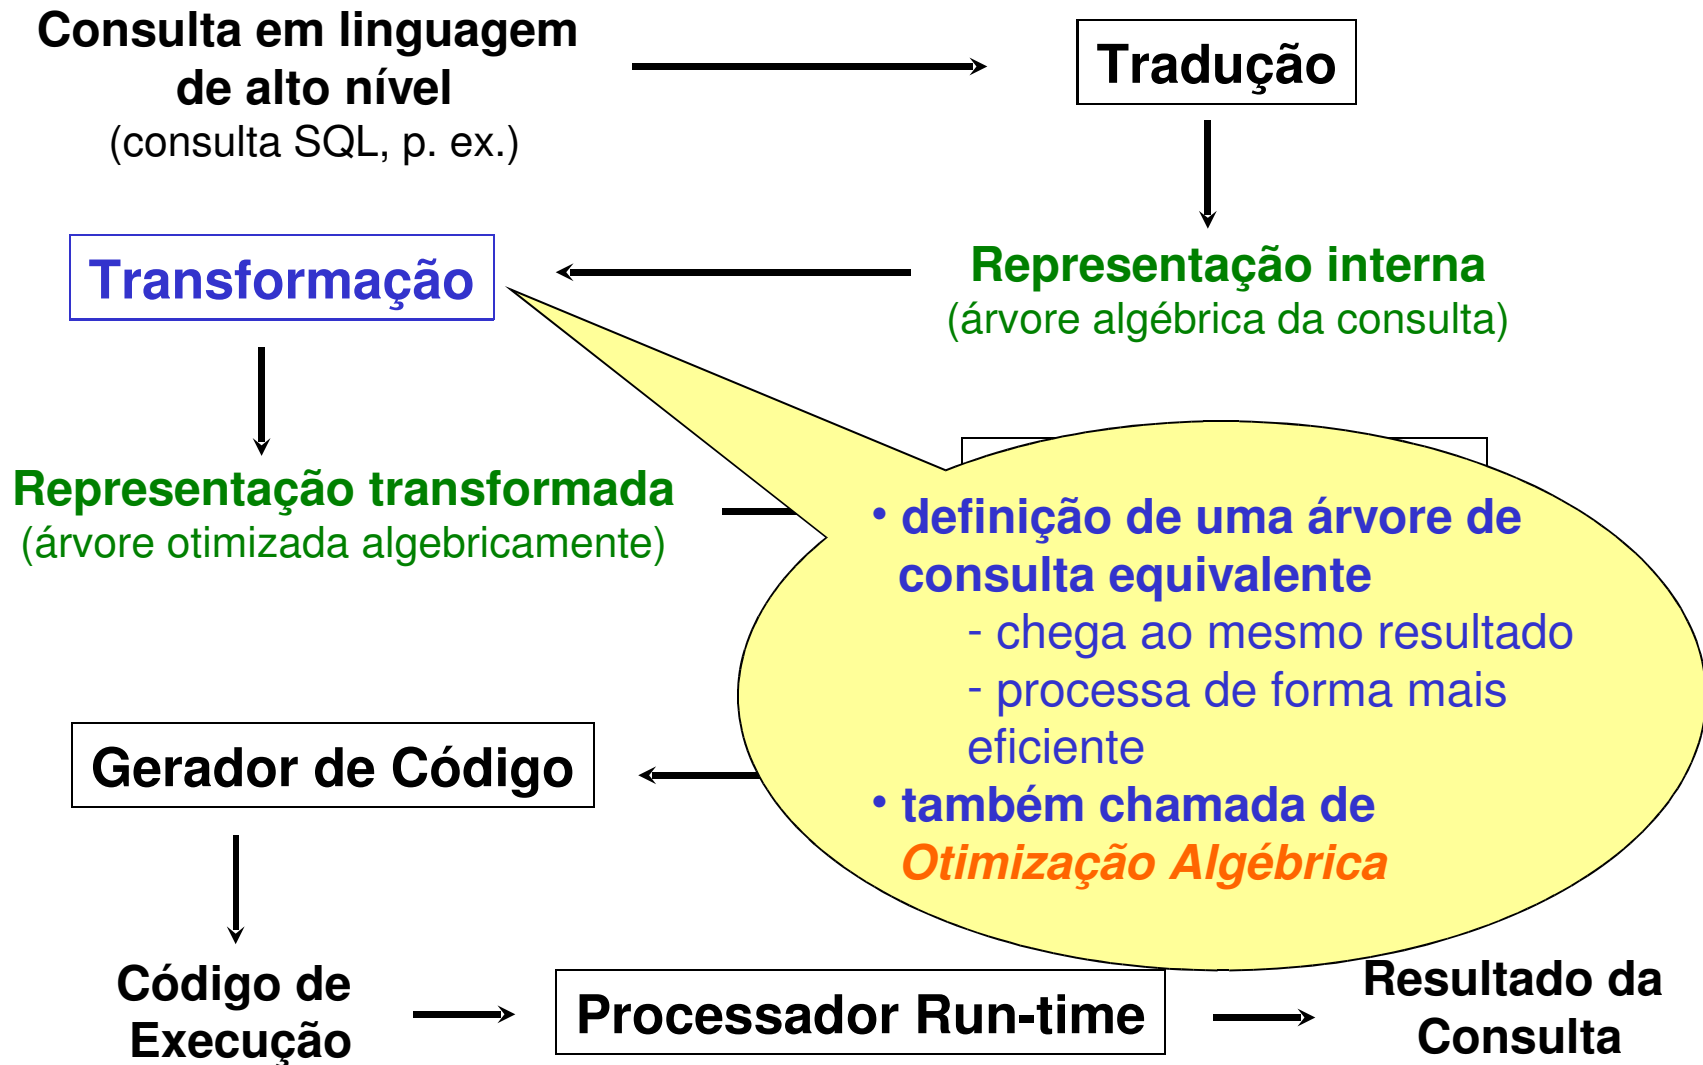 Consulta em linguagem
de alto nível
(consulta SQL, p. ex.)
Tradução
Transformação
Representação interna
(árvore algébrica da consulta)
Representação transformada
(árvore otimizada algebricamente)
• definição de uma árvore de
consulta equivalente
- chega ao mesmo resultado
- processa de forma mais
eficiente
• também chamada de
Otimização Algébrica
Gerador de Código
Código de
Execução
Processador Run-time
Resultado da
Consulta